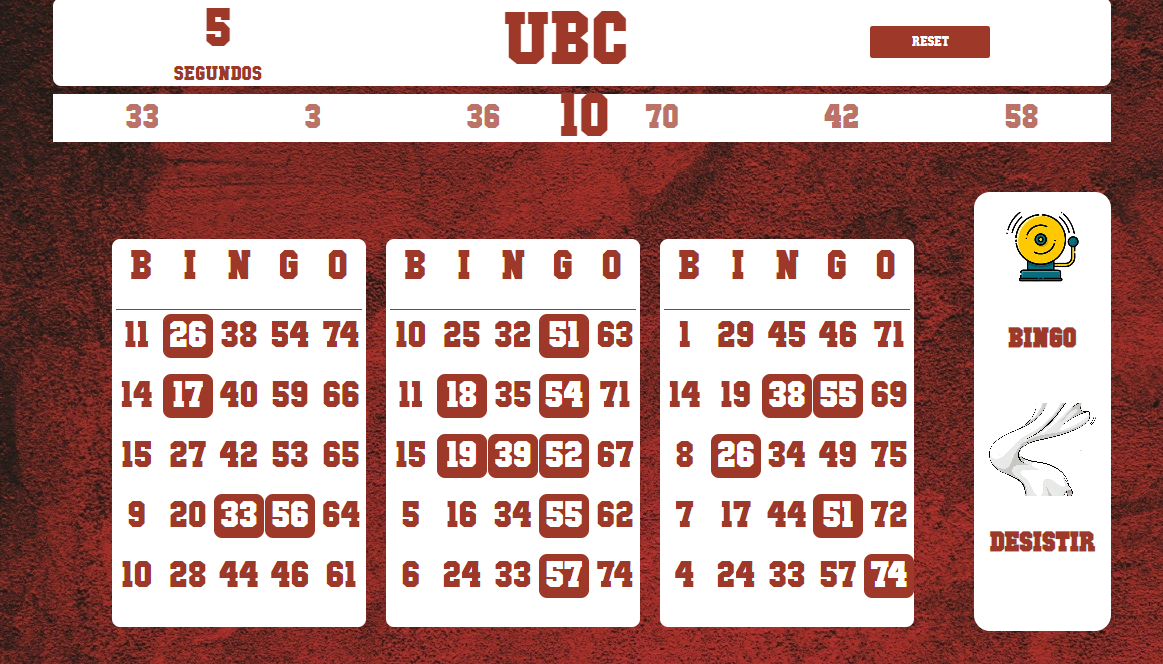 5
SEGUNDOS
UBC
RESET
33 3 36 10 70 42 58
B I N G O
11 26 38 54 74
14 17 40 59 66
15 27 42 53 65
9 20 33 56 64
10 28 44 46 61
B I N G O
10 25 32 51 63
11 18 35 54 71
15 19 39 52 67
5 16 34 55 62
6 24 33 57 74
B I N G O
1 29 45 46 71
14 19 38 55 69
8 26 34 49 75
7 17 44 51 72
4 24 33 57 74
BINGO
DESISTIR